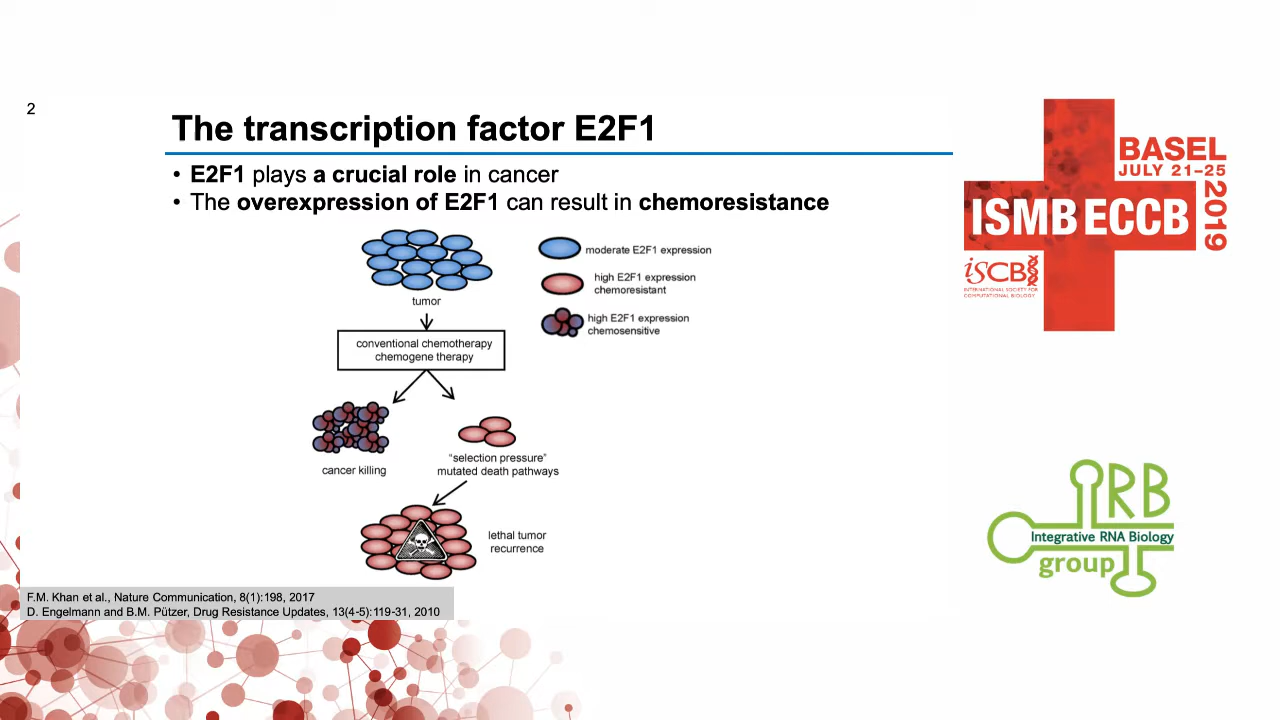 2
The transcription factor E2F1
• E2F1 plays a crucial role in cancer
• The overexpression of E2F1 can result in chemoresistance
moderate E2F1 expression
high E2F1 expression
chemoresistant
high E2F1 expression
chemosensitive
tumor
conventional chemotherapy
chemogene therapy
cancer killing
"selection pressure"
mutated death pathways
lethal tumor
recurrence
F.M. Khan et al., Nature Communication, 8(1):198, 2017
D. Engelmann and B.M. Pützer, Drug Resistance Updates, 13(4-5):119-31, 2010
BASEL
JULY 21–25
2019
ISMB ECCB
iSCB
INTERNATIONAL SOCIETY FOR
COMPUTATIONAL BIOLOGY
IRB
Integrative RNA Biology
group